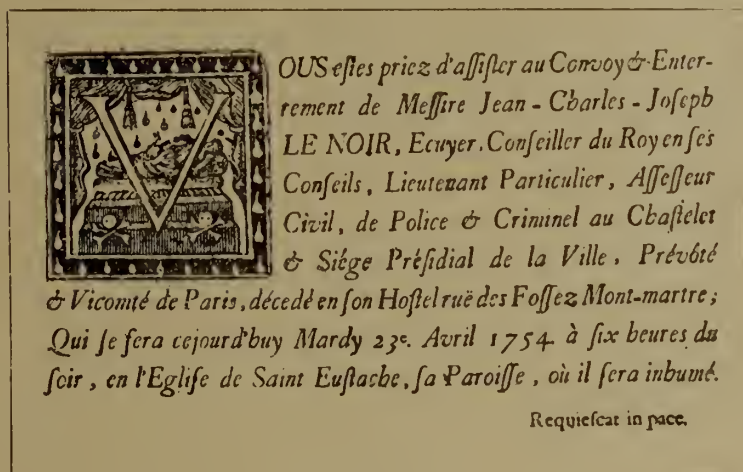 VOUS estes priez d'assister au Convoy & Enter-
rement de Messire Jean - Charles - Joseph
LE NOIR, Ecuyer, Conseiller du Roy en ses
Conseils, Lieutenant Particulier, Assesseur
Civil, de Police & Criminel au Chastelet
& Siége Présidial de la Ville, Prévôté
& Vicomté de Paris, décedé en son Hostel ruë des Fossez Mont-martre;
Qui se fera cejourd'huy Mardy 23e. Avril 1754. à six heures du
soir, en l'Eglise de Saint Eustache, sa Paroisse, où il sera inhumé.
Requiescat in pace.